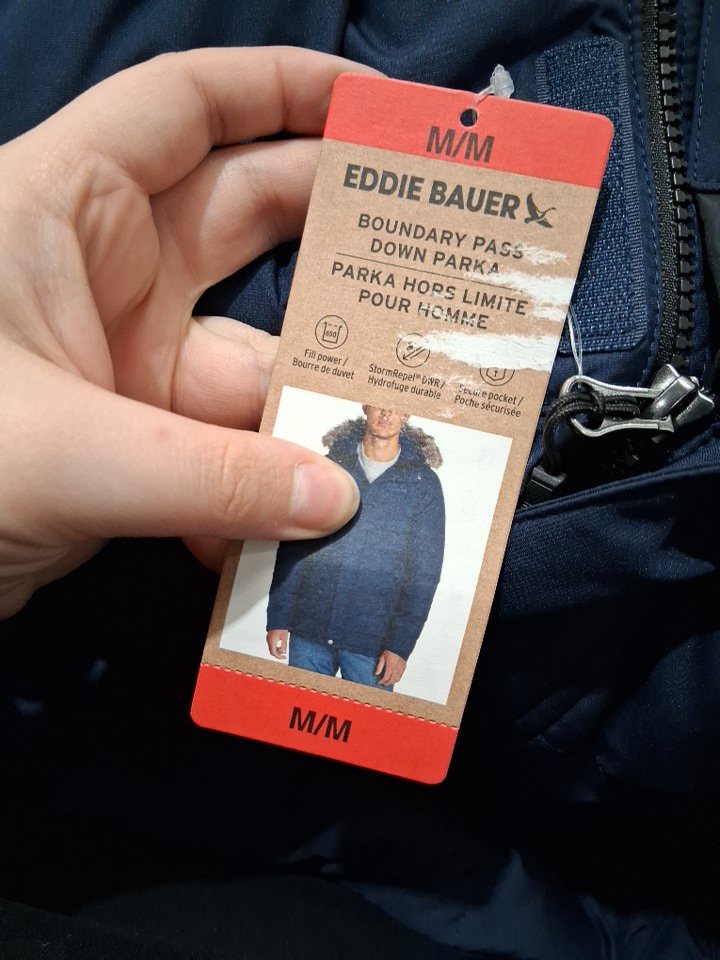 M/M
EDDIE BAUER
BOUNDARY PASS
DOWN PARKA
PARKA HORS LIMITE
POUR HOMME
650
Fill power /
Bourre de duvet
StormRepel® DWR /
Hydrofuge durable
Secure pocket /
Poche sécurisée
M/M